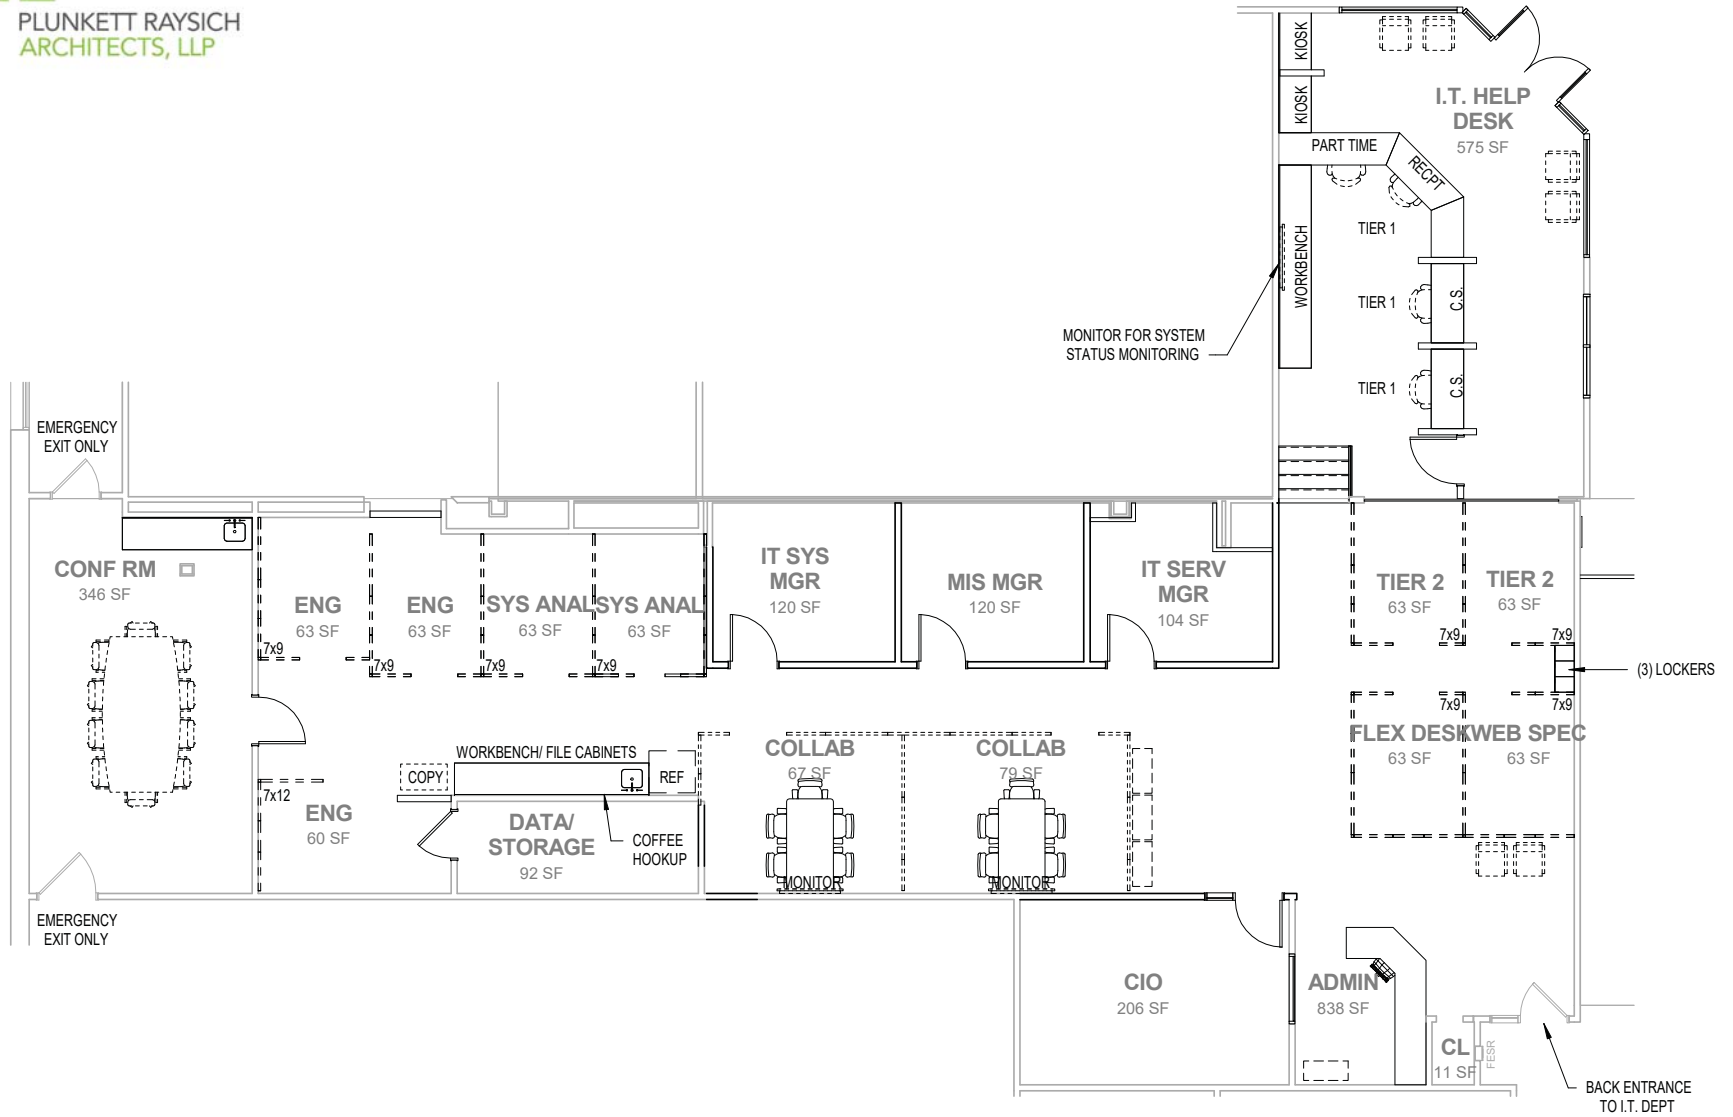 PLUNKETT RAYSICH
ARCHITECTS, LLP
KIOSK
KIOSK
I.T. HELP
DESK
575 SF
PART TIME
RECPT
TIER 1
WORKBENCH
TIER 1
C.S.
MONITOR FOR SYSTEM
STATUS MONITORING
TIER 1
C.S.
EMERGENCY
EXIT ONLY
CONF RM
346 SF
ENG
63 SF
7x9
ENG
63 SF
7x9
SYS ANAL
63 SF
7x9
SYS ANAL
63 SF
7x9
IT SYS
MGR
120 SF
MIS MGR
120 SF
IT SERV
MGR
104 SF
TIER 2
63 SF
7x9
TIER 2
63 SF
7x9
(3) LOCKERS
7x9
FLEX DESK
63 SF
7x9
WEB SPEC
63 SF
WORKBENCH/ FILE CABINETS
COPY
REF
COLLAB
67 SF
MONITOR
COLLAB
79 SF
MONITOR
7x12
ENG
60 SF
DATA/
STORAGE
92 SF
COFFEE
HOOKUP
EMERGENCY
EXIT ONLY
CIO
206 SF
ADMIN
838 SF
CL
11 SF
FESR
BACK ENTRANCE
TO I.T. DEPT